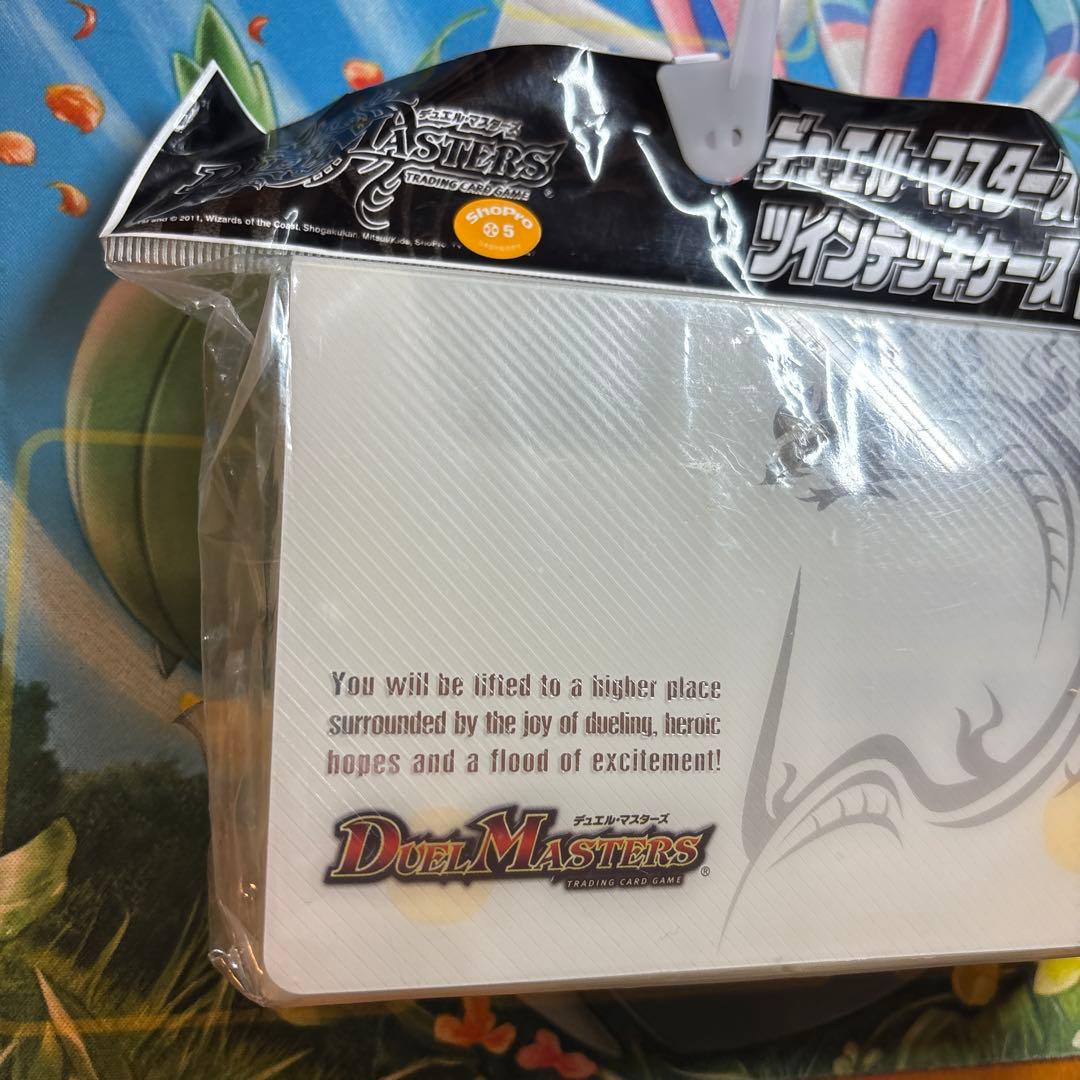 デュエル・マスターズ
MASTERS
TRADING CARD GAME
© 2011, Wizards of the Coast, Shogakukan, Mitsui/Kids, ShoPro,
ShoPro
5
デュエル・マスターズ
ツインデッキケース
You will be lifted to a higher place
surrounded by the joy of dueling, heroic
hopes and a flood of excitement!
デュエル・マスターズ
DUEL MASTERS®
TRADING CARD GAME